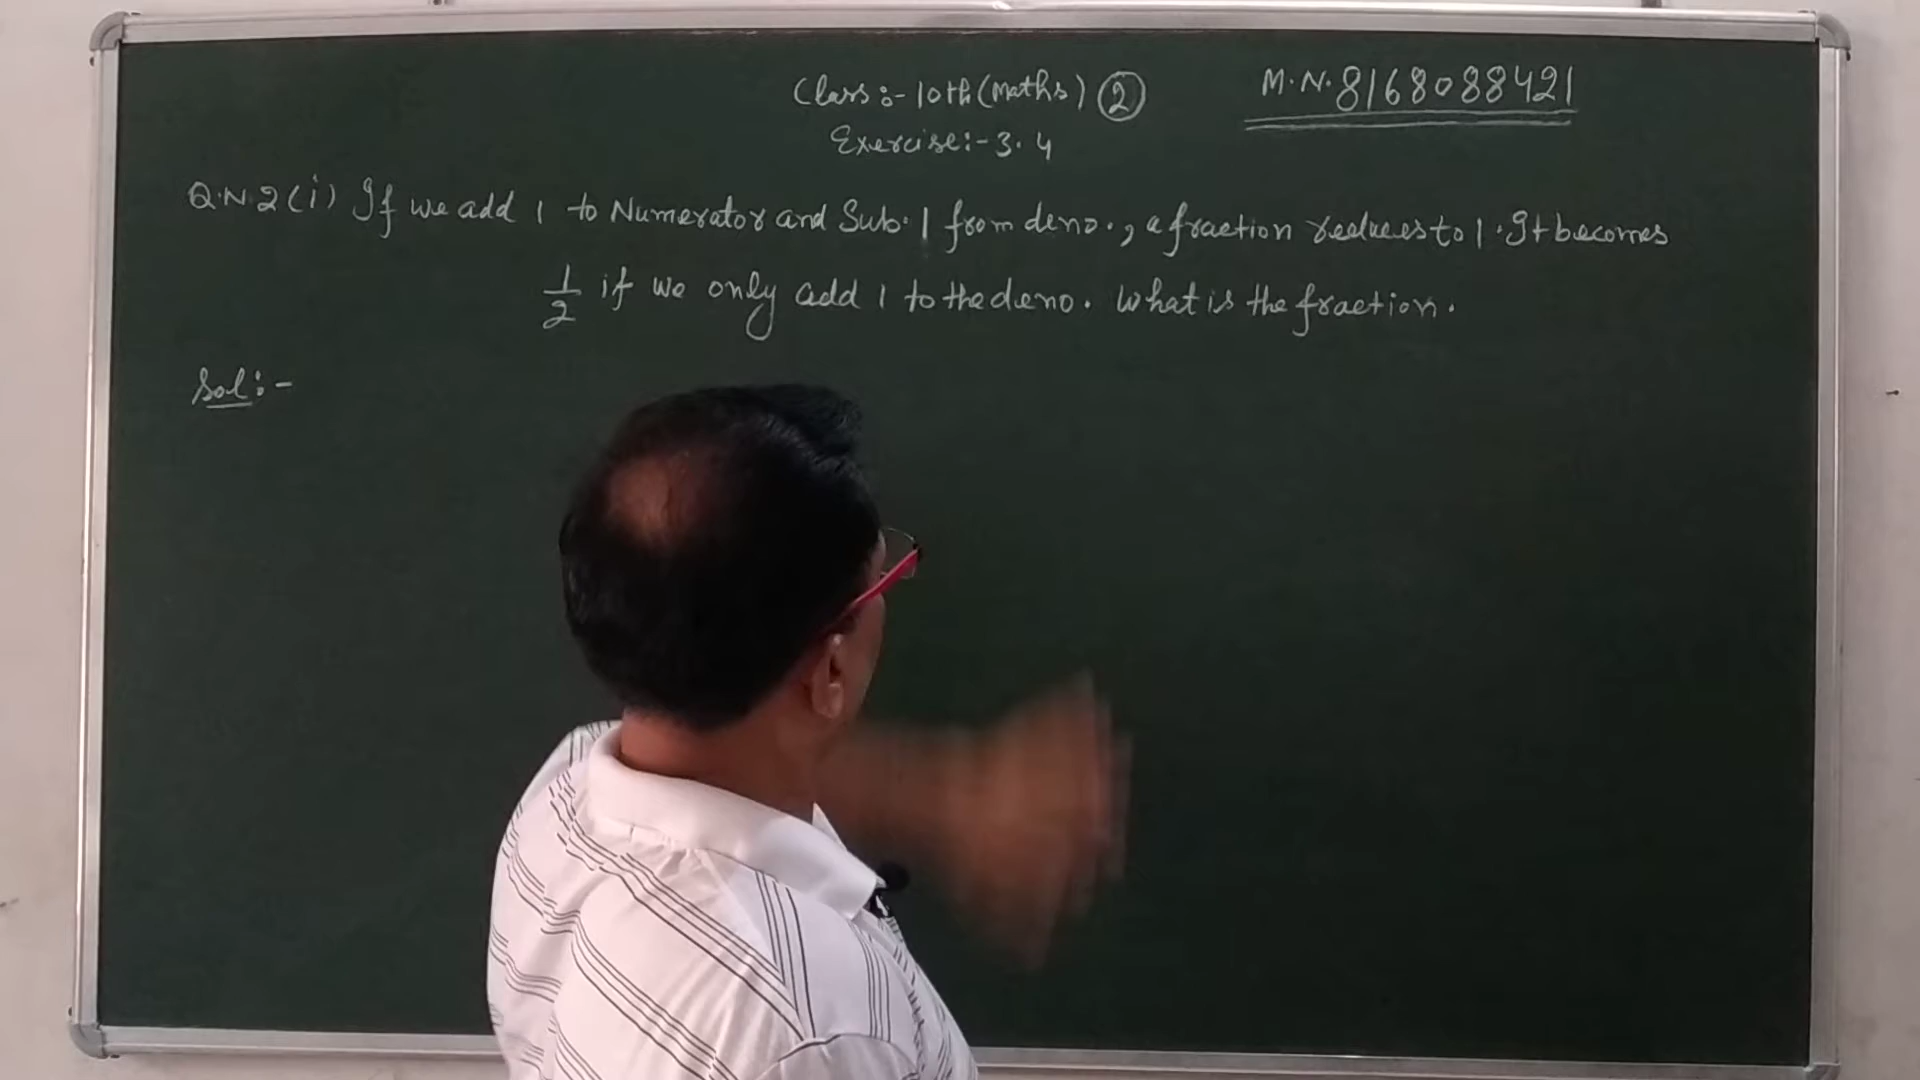 Class:- 10th (Maths) ②
M.N. 8168088421
Exercise:- 3.4
Q.N.2(i) If we add 1 to Numerator and Sub. 1 from deno., a fraction reduces to 1. It becomes
1/2 if we only add 1 to the deno. What is the fraction.
Sol:-